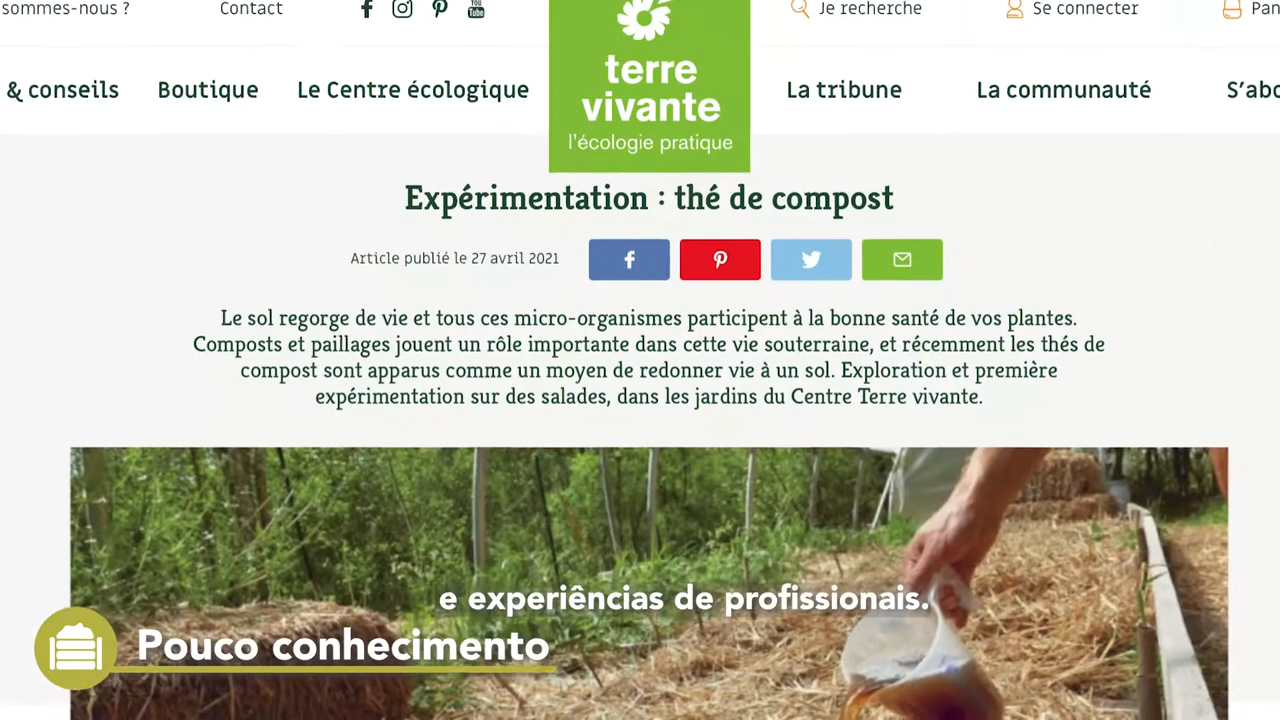 sommes-nous ?
Contact
You
Tube
Je recherche
Se connecter
Pan
& conseils
Boutique
Le Centre écologique
terre
vivante
l'écologie pratique
La tribune
La communauté
S'abo
Expérimentation : thé de compost
Article publié le 27 avril 2021
Le sol regorge de vie et tous ces micro-organismes participent à la bonne santé de vos plantes.
Composts et paillages jouent un rôle importante dans cette vie souterraine, et récemment les thés de
compost sont apparus comme un moyen de redonner vie à un sol. Exploration et première
expérimentation sur des salades, dans les jardins du Centre Terre vivante.
e experiências de profissionais.
Pouco conhecimento